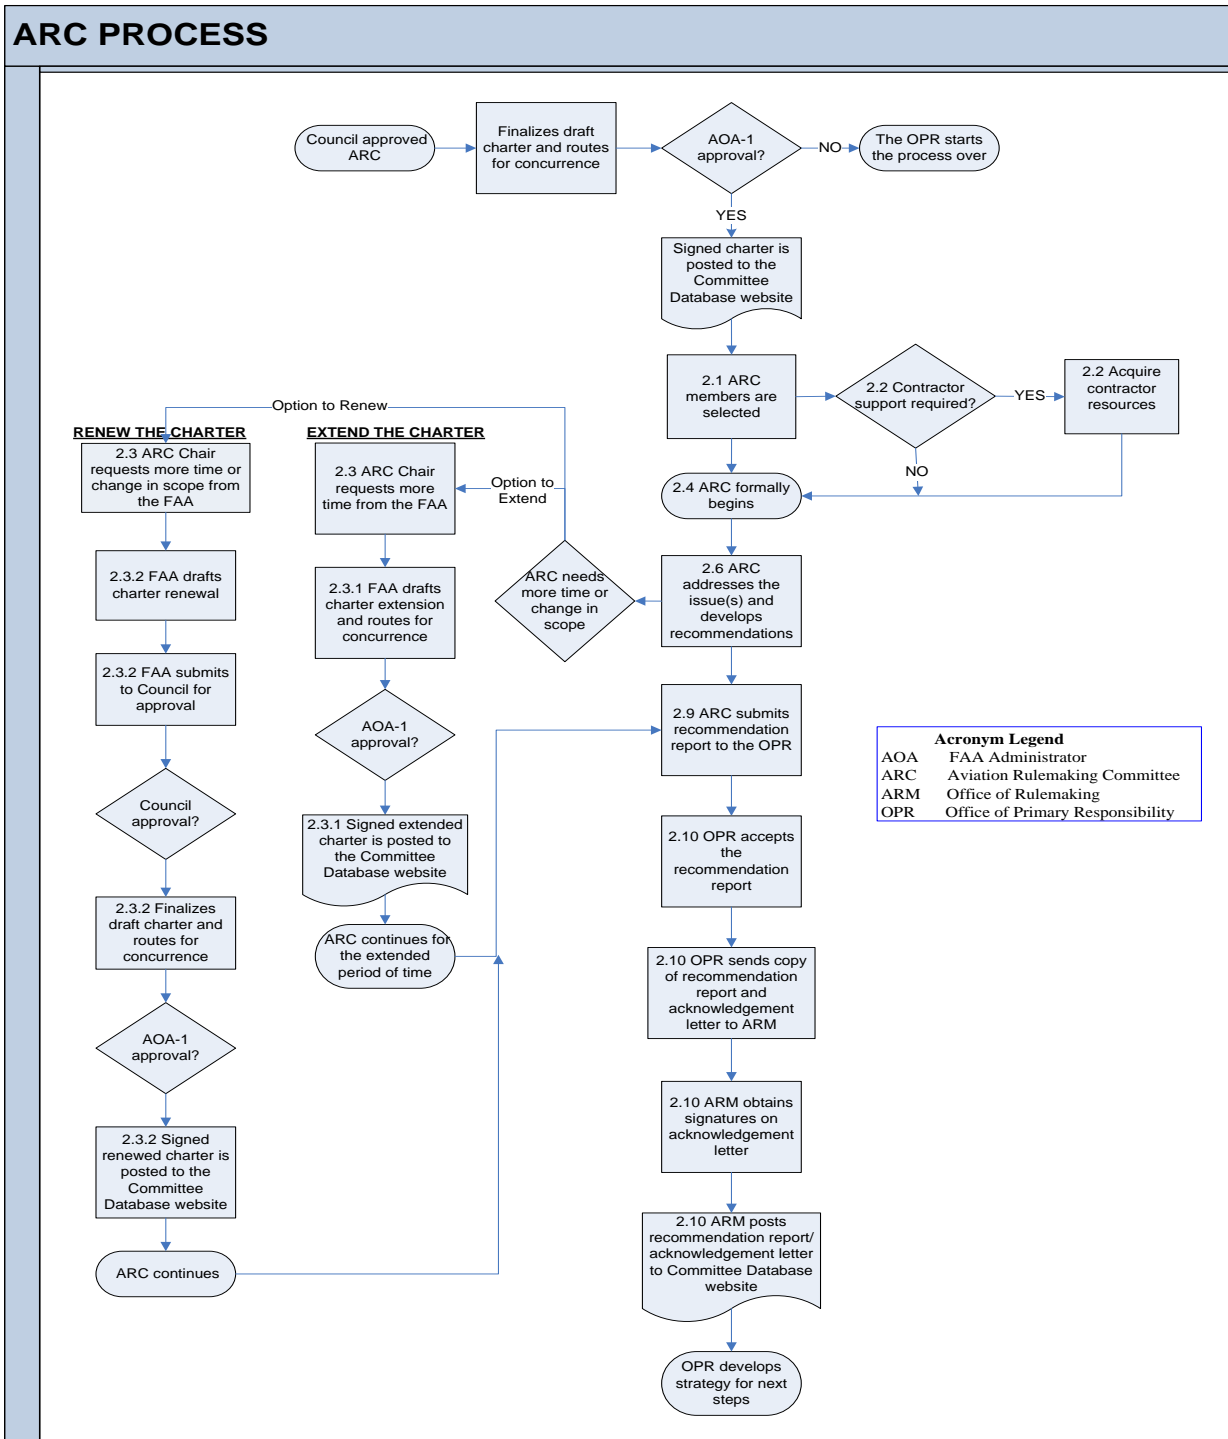 ARC PROCESS
Council approved
ARC
Finalizes draft
charter and routes
for concurrence
AOA-1
approval?
NO
The OPR starts
the process over
YES
Signed charter is
posted to the
Committee
Database website
2.1 ARC
members are
selected
2.2 Contractor
support required?
YES
2.2 Acquire
contractor
resources
NO
2.4 ARC formally
begins
2.6 ARC
addresses the
issue(s) and
develops
recommendations
ARC needs
more time or
change in
scope
Option to Renew
Option to
Extend
RENEW THE CHARTER
2.3 ARC Chair
requests more time or
change in scope from
the FAA
2.3.2 FAA drafts
charter renewal
2.3.2 FAA submits
to Council for
approval
Council
approval?
2.3.2 Finalizes
draft charter and
routes for
concurrence
AOA-1
approval?
2.3.2 Signed
renewed charter is
posted to the
Committee
Database website
ARC continues
EXTEND THE CHARTER
2.3 ARC Chair
requests more
time from the FAA
2.3.1 FAA drafts
charter extension
and routes for
concurrence
AOA-1
approval?
2.3.1 Signed extended
charter is posted to
the Committee
Database website
ARC continues for
the extended
period of time
2.9 ARC submits
recommendation
report to the OPR
2.10 OPR accepts
the
recommendation
report
2.10 OPR sends copy
of recommendation
report and
acknowledgement
letter to ARM
2.10 ARM obtains
signatures on
acknowledgement
letter
2.10 ARM posts
recommendation report/
acknowledgement letter
to Committee Database
website
OPR develops
strategy for next
steps
Acronym Legend
AOA FAA Administrator
ARC Aviation Rulemaking Committee
ARM Office of Rulemaking
OPR Office of Primary Responsibility